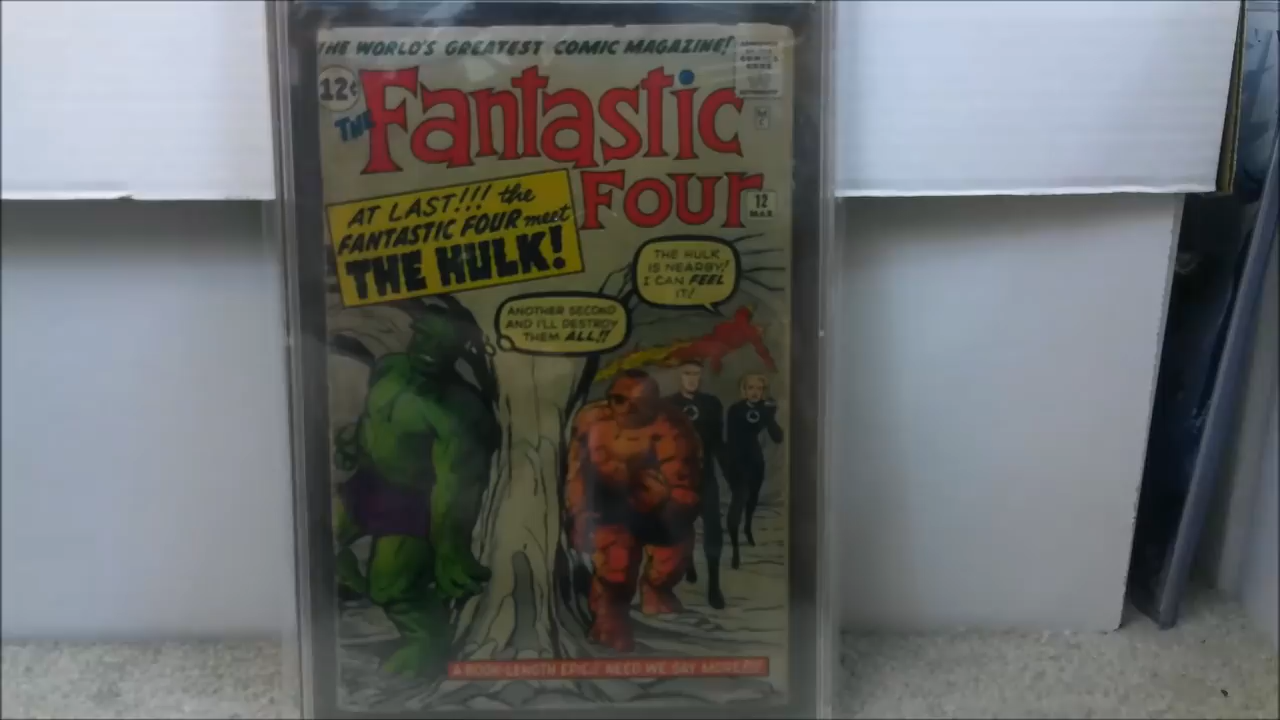 THE WORLD'S GREATEST COMIC MAGAZINE!
12¢
THE Fantastic
Four
12
MAR.
AT LAST!!! the
FANTASTIC FOUR meet
THE HULK!
THE HULK
IS NEARBY!
I CAN FEEL
IT!
ANOTHER SECOND
AND I'LL DESTROY
THEM ALL!!
A BOOK-LENGTH EPIC! NEED WE SAY MORE?